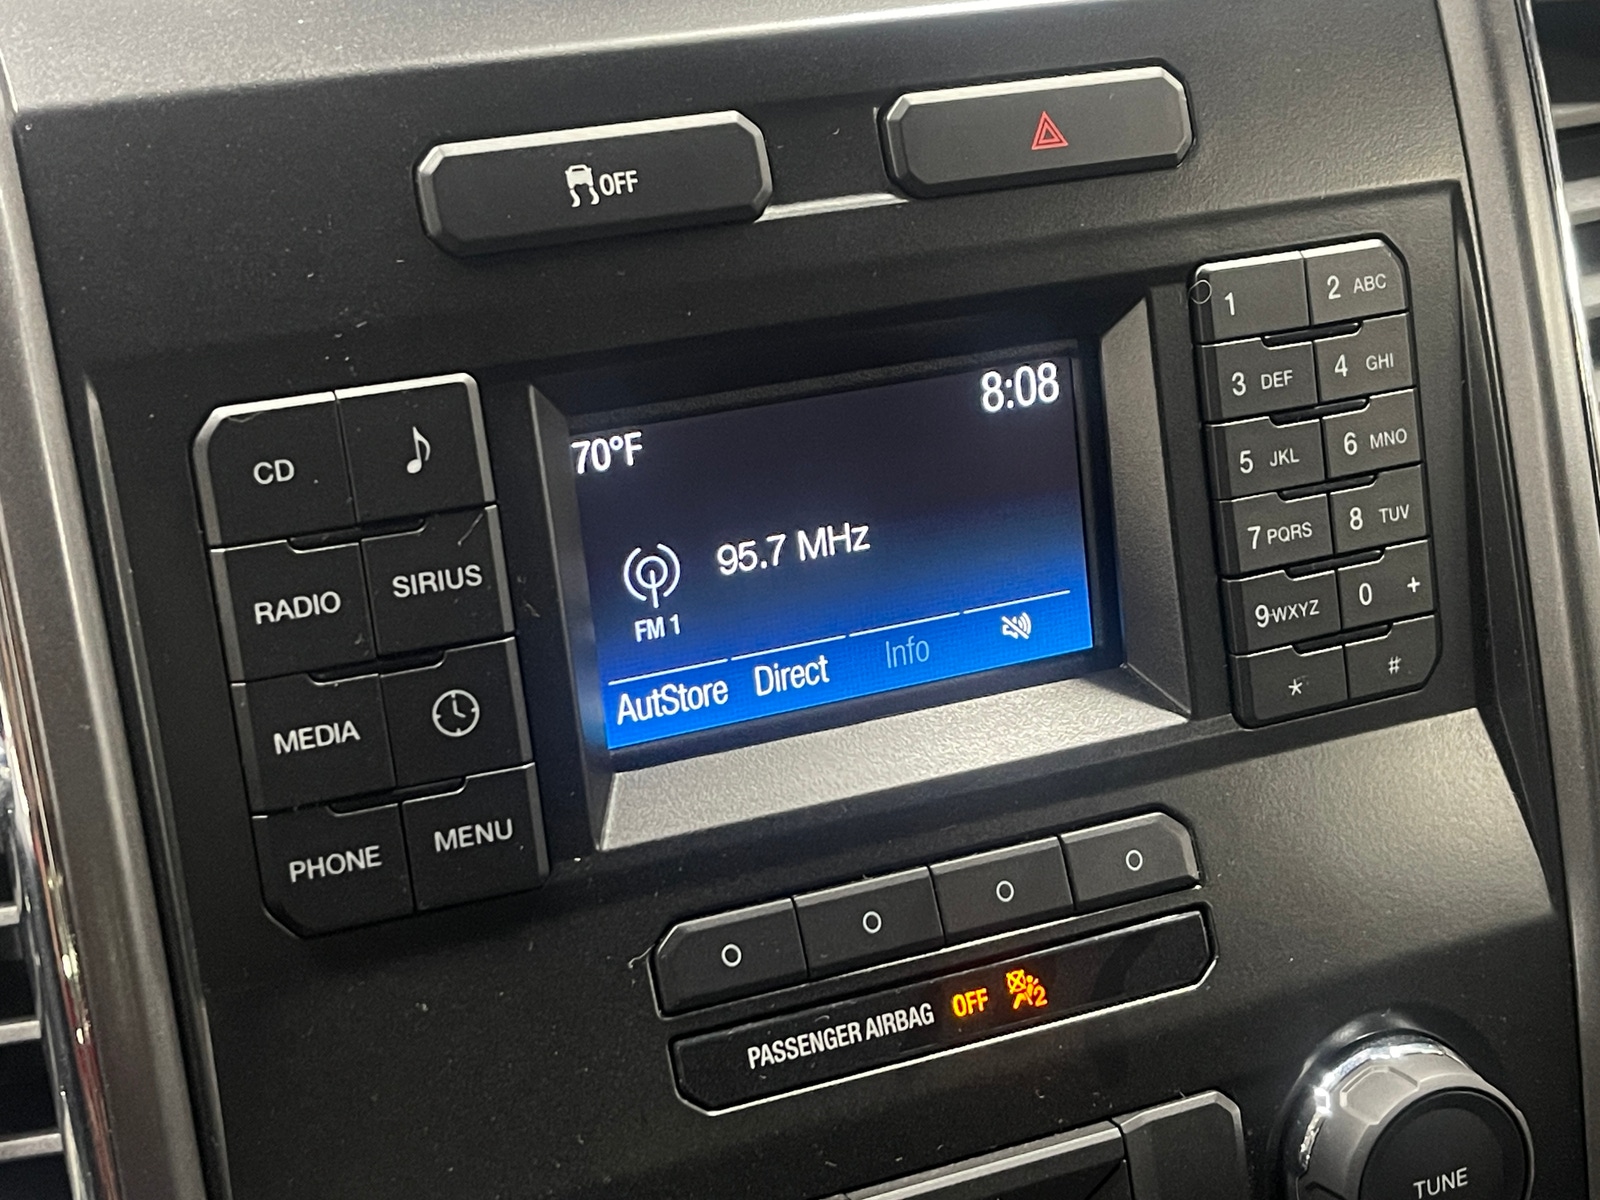 OFF
8:08
70°F
95.7 MHz
FM 1
AutStore Direct Info
CD
RADIO SIRIUS
MEDIA
PHONE MENU
1 2 ABC
3 DEF 4 GHI
5 JKL 6 MNO
7 PQRS 8 TUV
9 WXYZ 0 +
* #
PASSENGER AIRBAG OFF 2
TUNE